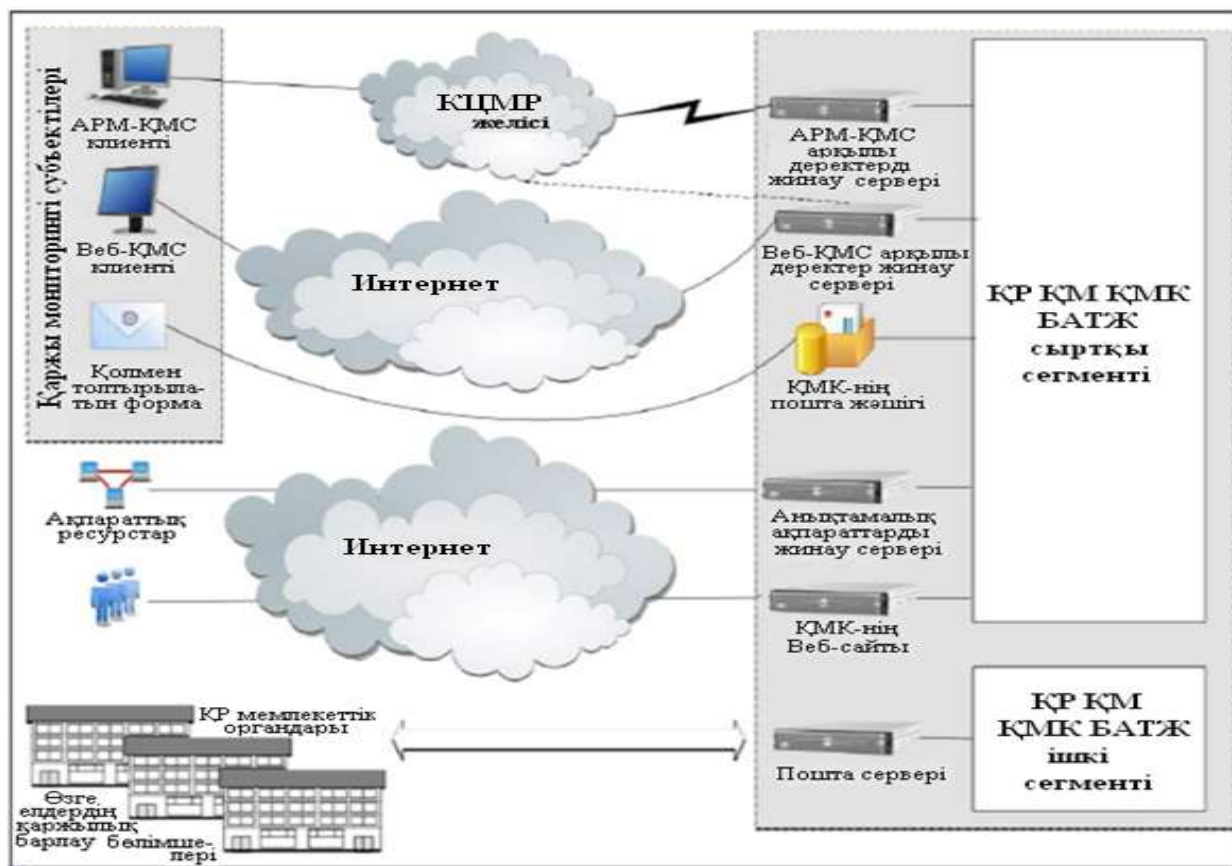 Қаржы мониторингі субъектілері
АРМ-ҚМС
клиенті
Веб-ҚМС
клиенті
Қолмен
толтырыла-
тын форма
КЦМР
желісі
Интернет
АРМ-ҚМС
арқылы
деректерді
жинау сервері
Веб-ҚМС арқылы
деректер жинау
сервері
ҚМК-нің
пошта жәшігі
ҚР ҚМ ҚМК
БАТЖ
сыртқы
сегменті
Ақпараттық
ресурстар
Интернет
Анықтамалық
ақпараттарды
жинау сервері
ҚМК-нің
Веб-сайты
ҚР мемлекеттік
органдары
Өзге
елдердің
қаржылық
барлау бөлімше-
лері
Пошта сервері
ҚР ҚМ
ҚМК БАТЖ
ішкі
сегменті